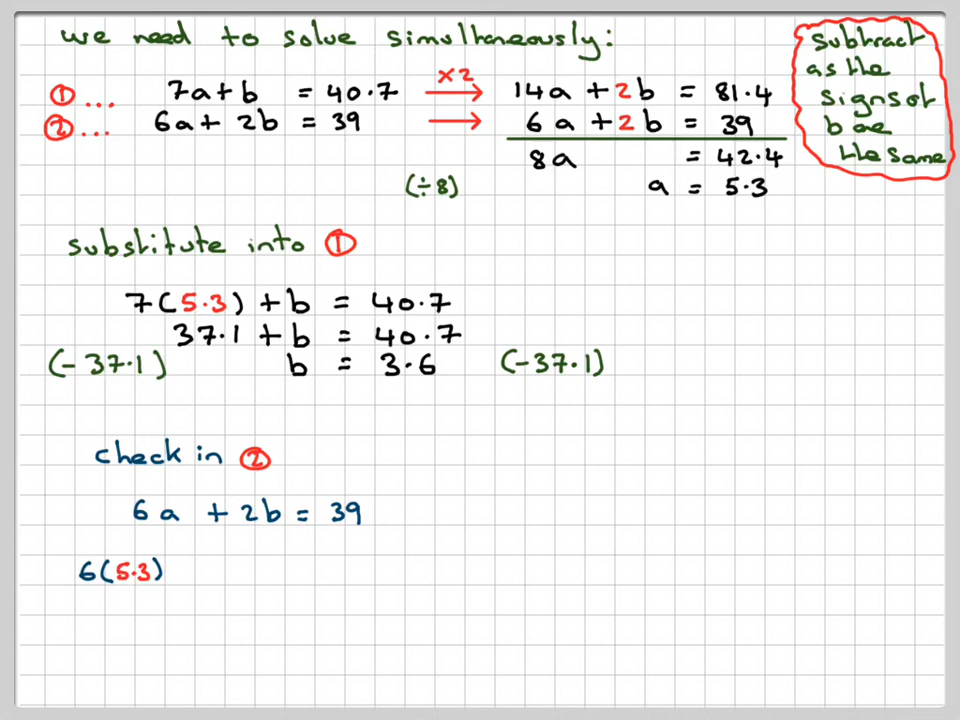 we need to solve simultaneously:
① ... 7a + b = 40.7 ×2 → 14a + 2b = 81.4
② ... 6a + 2b = 39 → 6a + 2b = 39
8a = 42.4
(÷8) a = 5.3
subtract
as the
signs of
b are
the same
substitute into ①
7(5.3) + b = 40.7
37.1 + b = 40.7
(-37.1) b = 3.6 (-37.1)
check in ②
6a + 2b = 39
6(5.3)